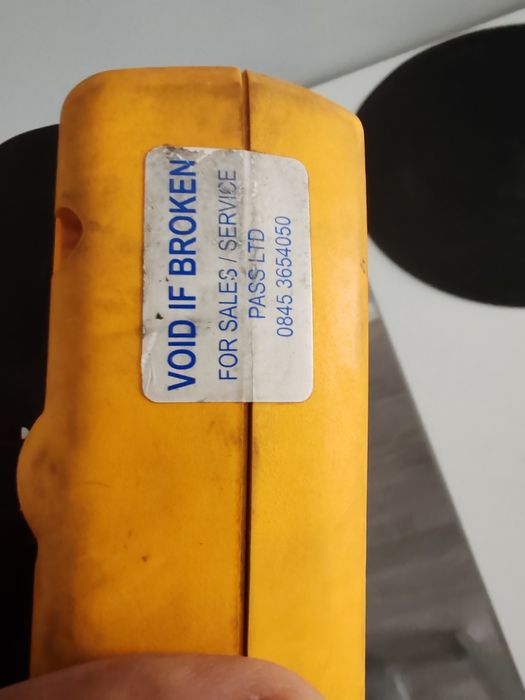 VOID IF BROKEN
FOR SALES / SERVICE
PASS LTD
0845 3654050